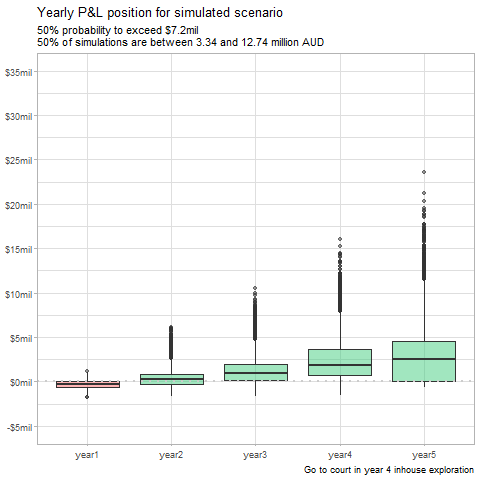 Yearly P&L position for simulated scenario
50% probability to exceed $7.2mil
50% of simulations are between 3.34 and 12.74 million AUD
$35mil
$30mil
$25mil
$20mil
$15mil
$10mil
$5mil
$0mil
-$5mil
year1 year2 year3 year4 year5
Go to court in year 4 inhouse exploration